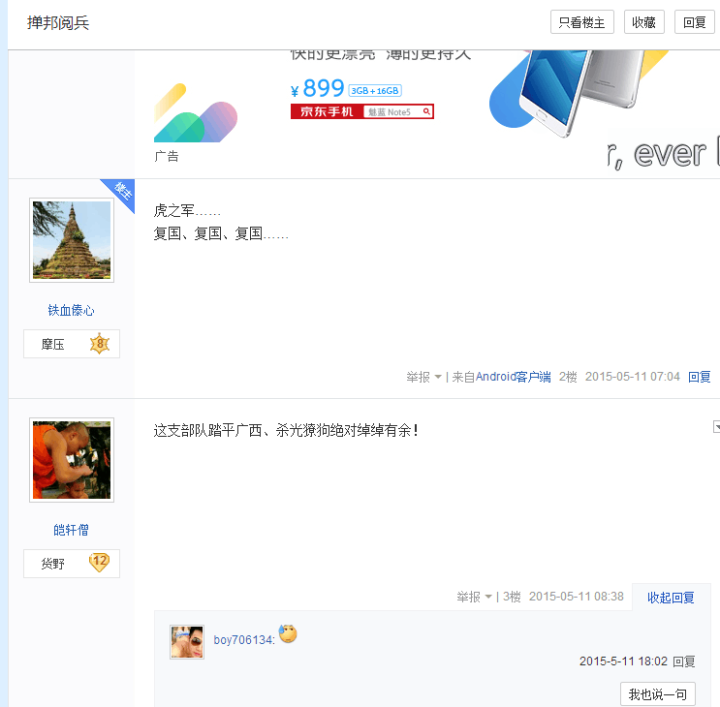 掸邦阅兵
只看楼主
收藏
回复
快的更漂亮 薄的更持久
¥ 899 3GB+16GB
京东手机 魅蓝 Note5
广告
r, ever
楼主
虎之军……
复国、复国、复国……
铁血傣心
摩压 8
举报 | 来自Android客户端 2楼 2015-05-11 07:04 回复
这支部队踏平广西、杀光獠狗绝对绰绰有余!
皑轩僧
货野 12
举报 | 3楼 2015-05-11 08:38 收起回复
boy706134:
2015-5-11 18:02 回复
我也说一句